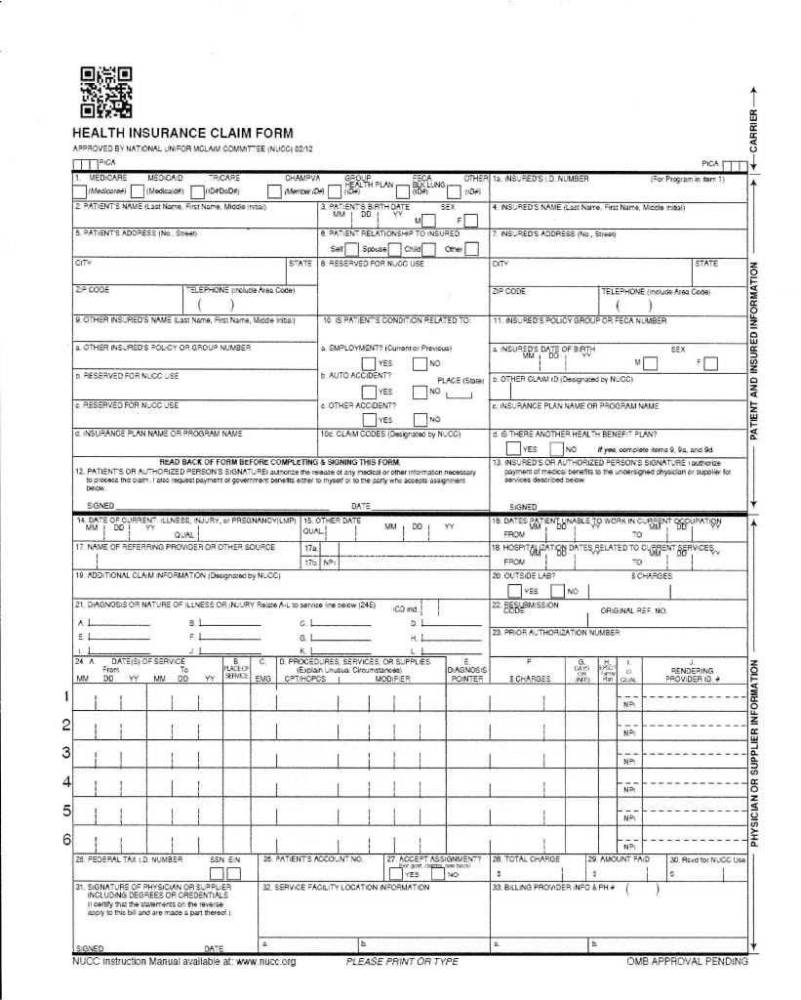 HEALTH INSURANCE CLAIM FORM
APPROVED BY NATIONAL UNIFOR MCLAIM COMMITTEE (NUCC) 02/12
PICA
PICA
CARRIER
1. MEDICARE MEDICAID TRICARE CHAMPVA GROUP HEALTH PLAN FECA BLK LUNG OTHER
(Medicare#) (Medicaid#) (ID#DoD#) (Member ID#) (ID#) (ID#) (ID#)
1a. INSURED'S I.D. NUMBER (For Program in Item 1)
2. PATIENT'S NAME (Last Name, First Name, Middle Initial)
3. PATIENT'S BIRTH DATE SEX
MM DD YY M F
4. INSURED'S NAME (Last Name, First Name, Middle Initial)
5. PATIENT'S ADDRESS (No., Street)
6. PATIENT RELATIONSHIP TO INSURED
Self Spouse Child Other
7. INSURED'S ADDRESS (No., Street)
CITY STATE
8. RESERVED FOR NUCC USE
CITY STATE
ZIP CODE TELEPHONE (Include Area Code)
( )
ZIP CODE TELEPHONE (Include Area Code)
( )
9. OTHER INSURED'S NAME (Last Name, First Name, Middle Initial)
10. IS PATIENT'S CONDITION RELATED TO:
11. INSURED'S POLICY GROUP OR FECA NUMBER
a. OTHER INSURED'S POLICY OR GROUP NUMBER
a. EMPLOYMENT? (Current or Previous)
YES NO
a. INSURED'S DATE OF BIRTH SEX
MM DD YY M F
b. RESERVED FOR NUCC USE
b. AUTO ACCIDENT? PLACE (State)
YES NO
b. OTHER CLAIM ID (Designated by NUCC)
c. RESERVED FOR NUCC USE
c. OTHER ACCIDENT?
YES NO
c. INSURANCE PLAN NAME OR PROGRAM NAME
d. INSURANCE PLAN NAME OR PROGRAM NAME
10d. CLAIM CODES (Designated by NUCC)
d. IS THERE ANOTHER HEALTH BENEFIT PLAN?
YES NO If yes, complete items 9, 9a, and 9d
READ BACK OF FORM BEFORE COMPLETING & SIGNING THIS FORM.
12. PATIENT'S OR AUTHORIZED PERSON'S SIGNATURE I authorize the release of any medical or other information necessary
to process this claim. I also request payment of government benefits either to myself or to the party who accepts assignment
below.
SIGNED DATE
13. INSURED'S OR AUTHORIZED PERSON'S SIGNATURE I authorize
payment of medical benefits to the undersigned physician or supplier for
services described below.
SIGNED
PATIENT AND INSURED INFORMATION
14. DATE OF CURRENT: ILLNESS, INJURY, or PREGNANCY(LMP)
MM DD YY QUAL.
15. OTHER DATE
QUAL. MM DD YY
16. DATES PATIENT UNABLE TO WORK IN CURRENT OCCUPATION
MM DD YY MM DD YY
FROM TO
17. NAME OF REFERRING PROVIDER OR OTHER SOURCE
17a.
17b. NPI
18. HOSPITALIZATION DATES RELATED TO CURRENT SERVICES
MM DD YY MM DD YY
FROM TO
19. ADDITIONAL CLAIM INFORMATION (Designated by NUCC)
20. OUTSIDE LAB? $ CHARGES
YES NO
21. DIAGNOSIS OR NATURE OF ILLNESS OR INJURY Relate A-L to service line below (24E) ICD Ind.
A. B. C. D.
E. F. G. H.
I. J K. L.
22. RESUBMISSION
CODE ORIGINAL REF. NO.
23. PRIOR AUTHORIZATION NUMBER
24. A. DATE(S) OF SERVICE
From To
MM DD YY MM DD YY
B.
PLACE OF
SERVICE
C.
EMG
D. PROCEDURES, SERVICES, OR SUPPLIES
(Explain Unusual Circumstances)
CPT/HCPCS MODIFIER
E.
DIAGNOSIS
POINTER
F.
$ CHARGES
G.
DAYS
OR
UNITS
H.
EPSDT
Family
Plan
I.
ID
QUAL.
J.
RENDERING
PROVIDER ID. #
1 NPI
2 NPI
3 NPI
4 NPI
5 NPI
6 NPI
25. FEDERAL TAX I.D. NUMBER SSN EIN
26. PATIENT'S ACCOUNT NO.
27. ACCEPT ASSIGNMENT?
(For govt. claims, see back)
YES NO
28. TOTAL CHARGE
$
29. AMOUNT PAID
$
30. Rsvd for NUCC Use
$
31. SIGNATURE OF PHYSICIAN OR SUPPLIER
INCLUDING DEGREES OR CREDENTIALS
(I certify that the statements on the reverse
apply to this bill and are made a part thereof.)
SIGNED DATE
32. SERVICE FACILITY LOCATION INFORMATION
a. b.
33. BILLING PROVIDER INFO & PH # ( )
a. b.
PHYSICIAN OR SUPPLIER INFORMATION
NUCC Instruction Manual available at: www.nucc.org PLEASE PRINT OR TYPE OMB APPROVAL PENDING